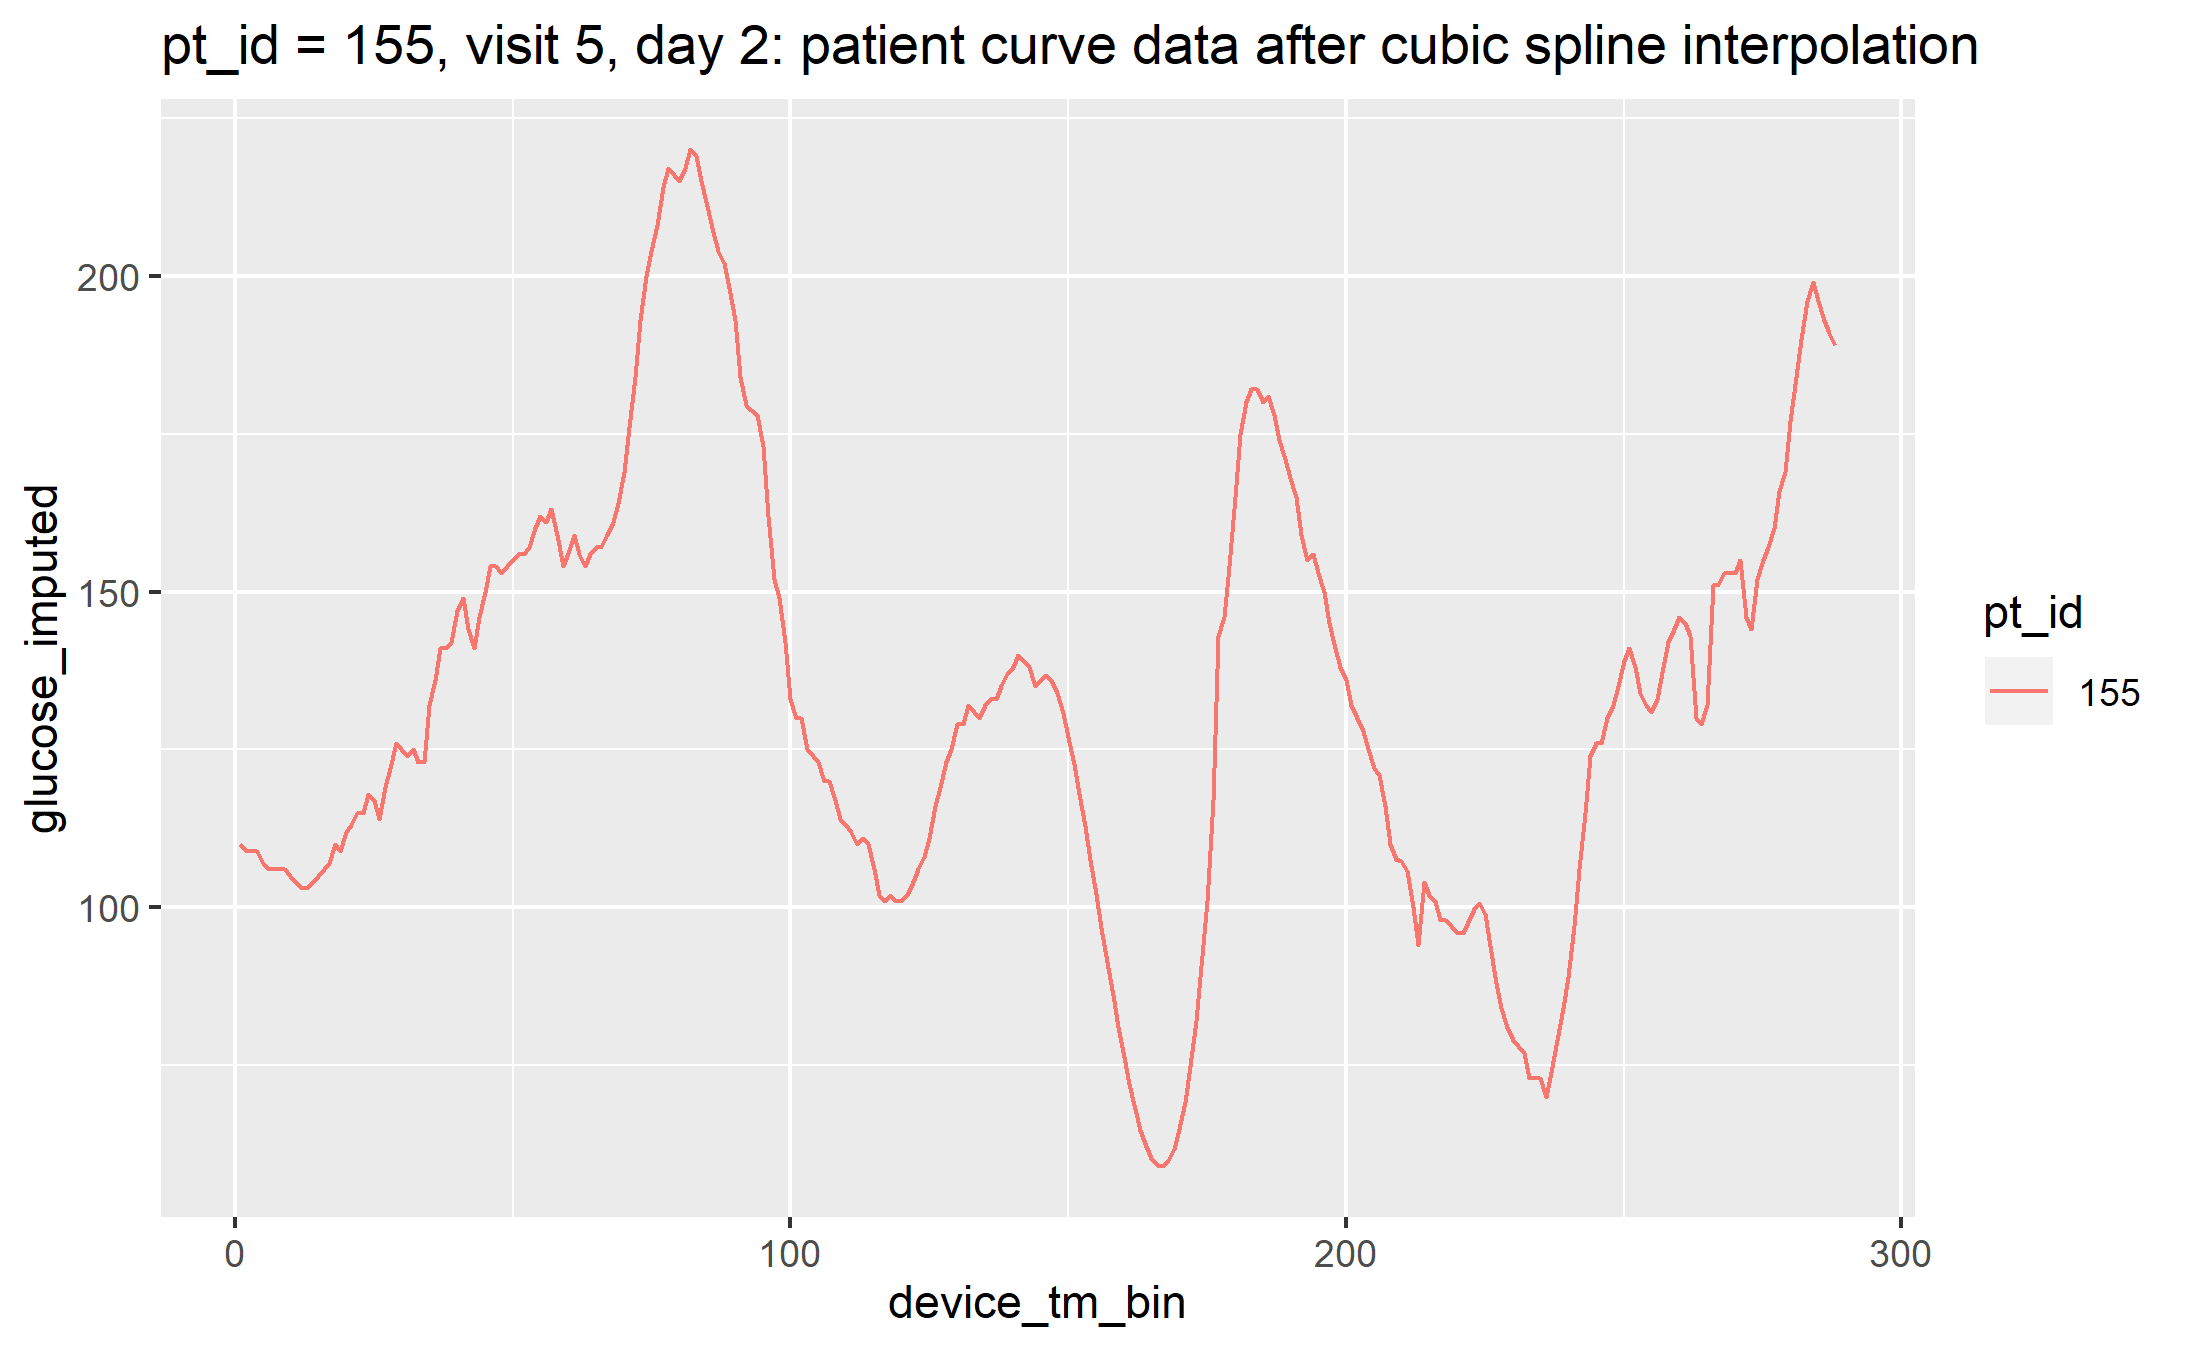 pt_id = 155, visit 5, day 2: patient curve data after cubic spline interpolation
glucose_imputed
200
150
100
0
100
200
300
device_tm_bin
pt_id
155